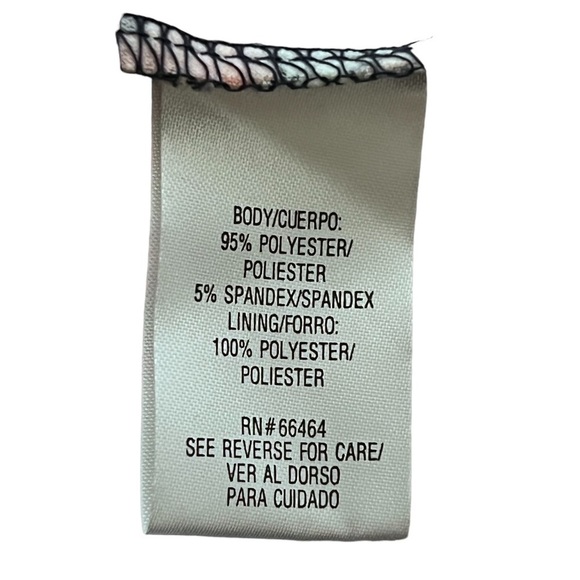 BODY/CUERPO:
95% POLYESTER/
POLIESTER
5% SPANDEX/SPANDEX
LINING/FORRO:
100% POLYESTER/
POLIESTER
RN#66464
SEE REVERSE FOR CARE/
VER AL DORSO
PARA CUIDADO